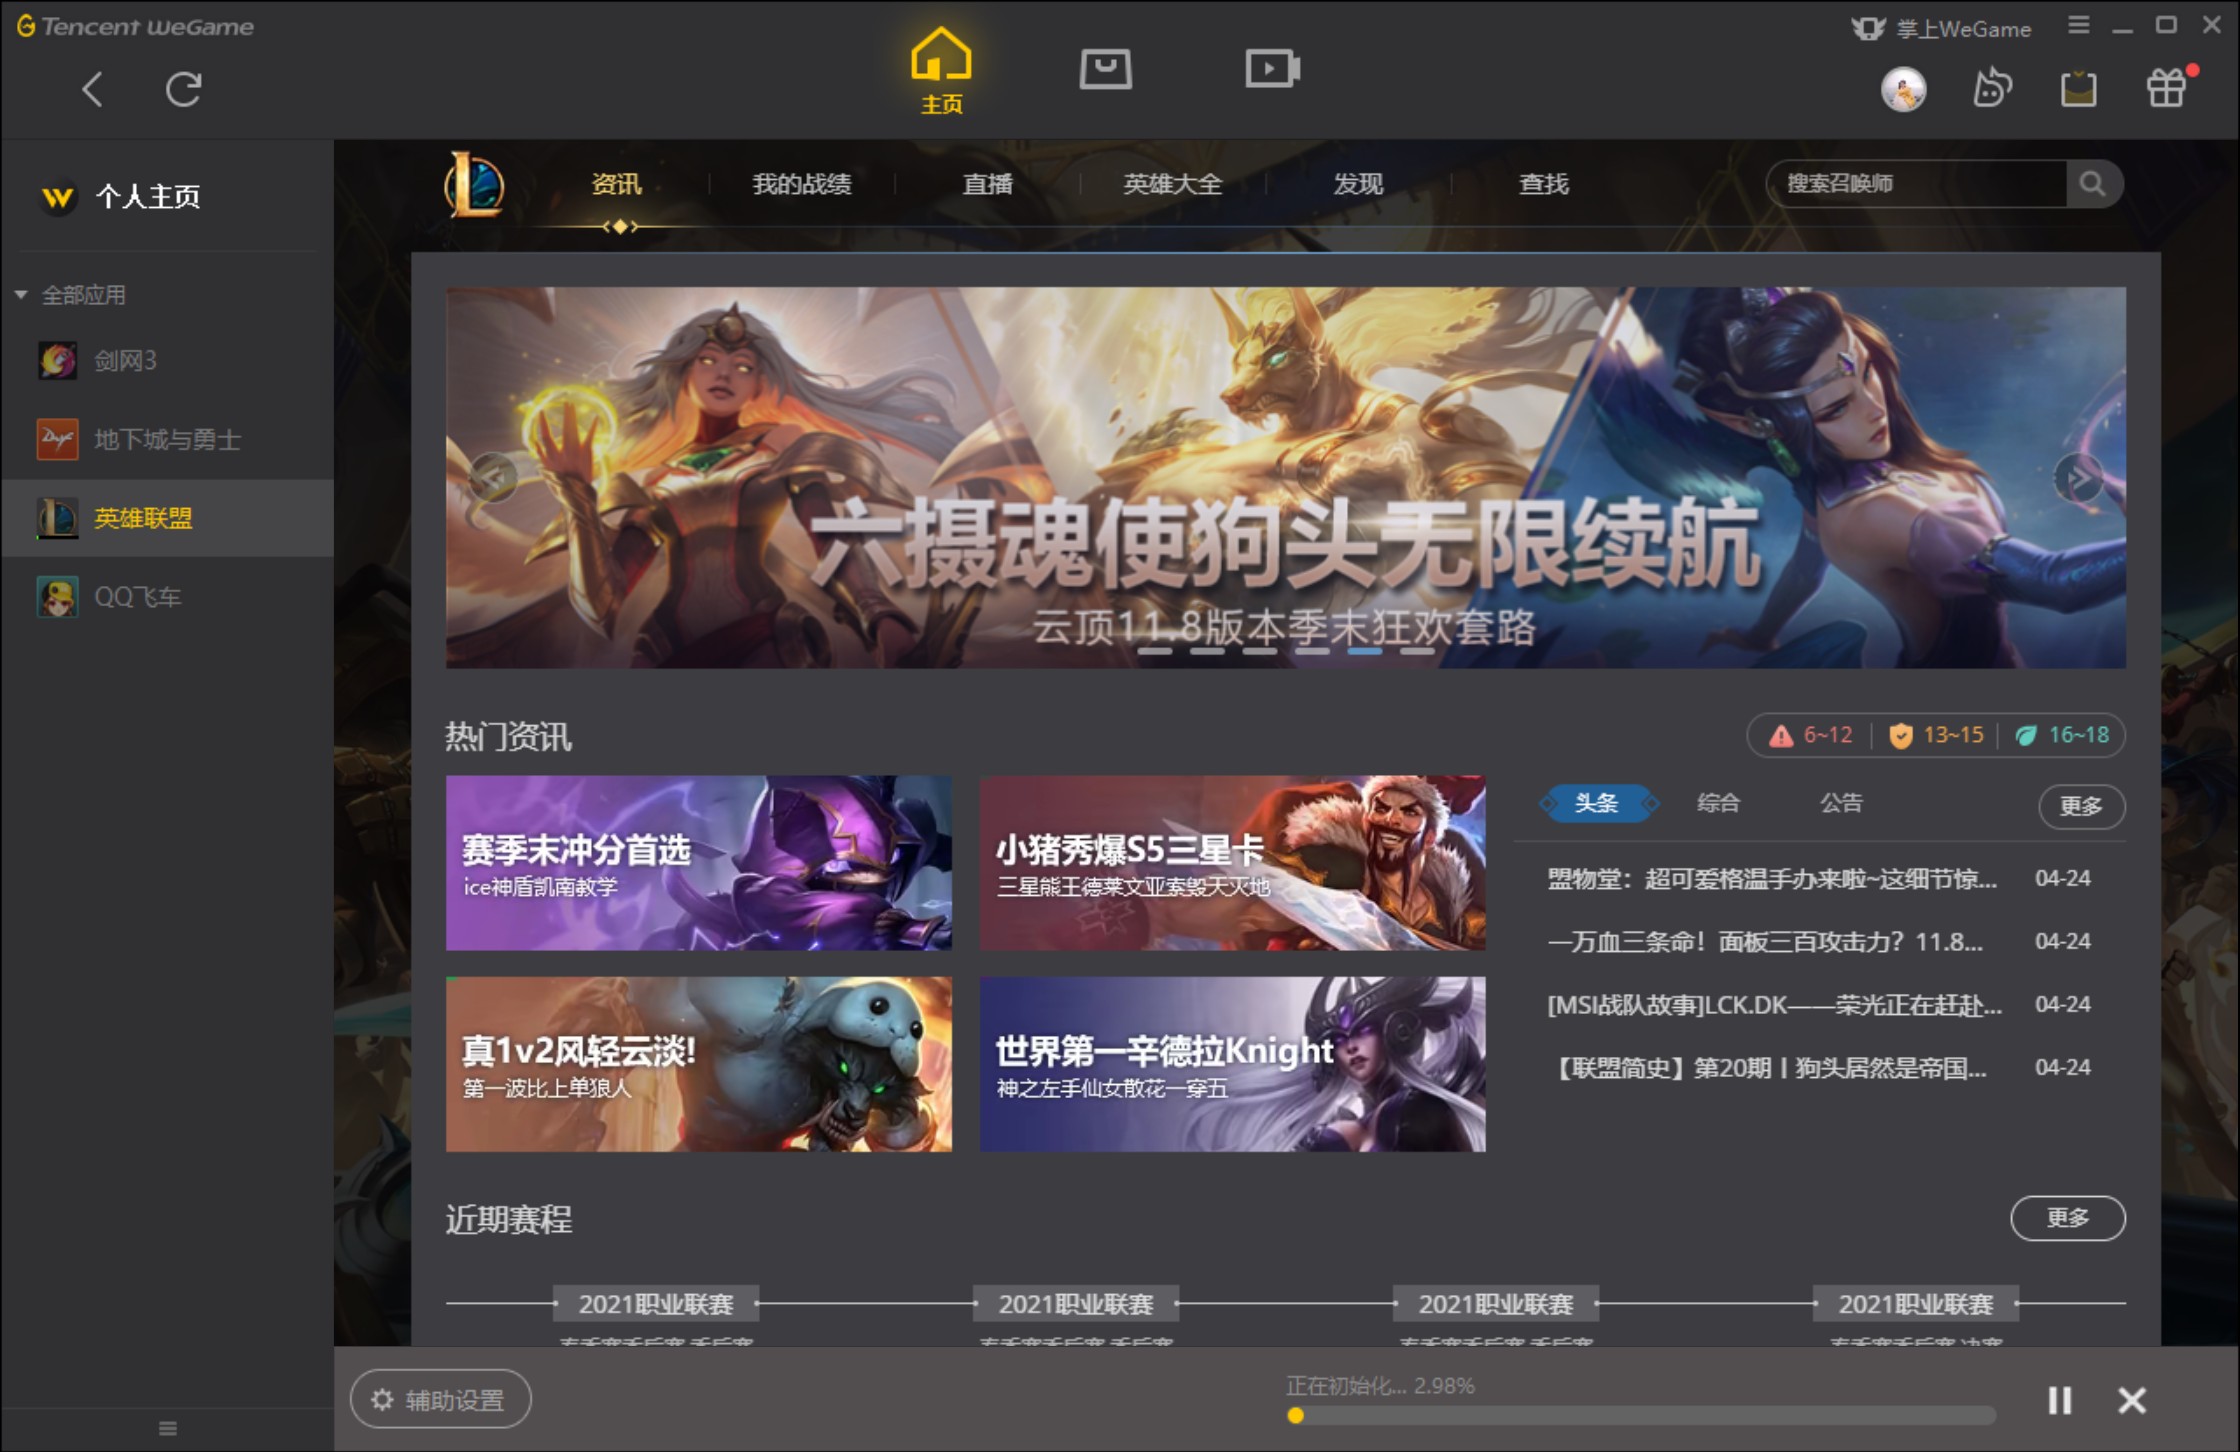 Tencent WeGame
掌上WeGame
主页
个人主页
全部应用
剑网3
地下城与勇士
英雄联盟
QQ飞车
资讯
我的战绩
直播
英雄大全
发现
查找
搜索召唤师
六摄魂使狗头无限续航
云顶11.8版本季末狂欢套路
热门资讯
6~12
13~15
16~18
赛季末冲分首选
ice神盾凯南教学
小猪秀爆S5三星卡
三星熊王德莱文亚索毁天灭地
真1v2风轻云淡!
第一波比上单狼人
世界第一辛德拉Knight
神之左手仙女散花一穿五
头条
综合
公告
更多
盟物堂：超可爱格温手办来啦~这细节惊... 04-24
一万血三条命！面板三百攻击力？11.8... 04-24
[MSI战队故事]LCK.DK——荣光正在赶赴... 04-24
【联盟简史】第20期丨狗头居然是帝国... 04-24
近期赛程
更多
2021职业联赛
2021职业联赛
2021职业联赛
2021职业联赛
辅助设置
正在初始化... 2.98%